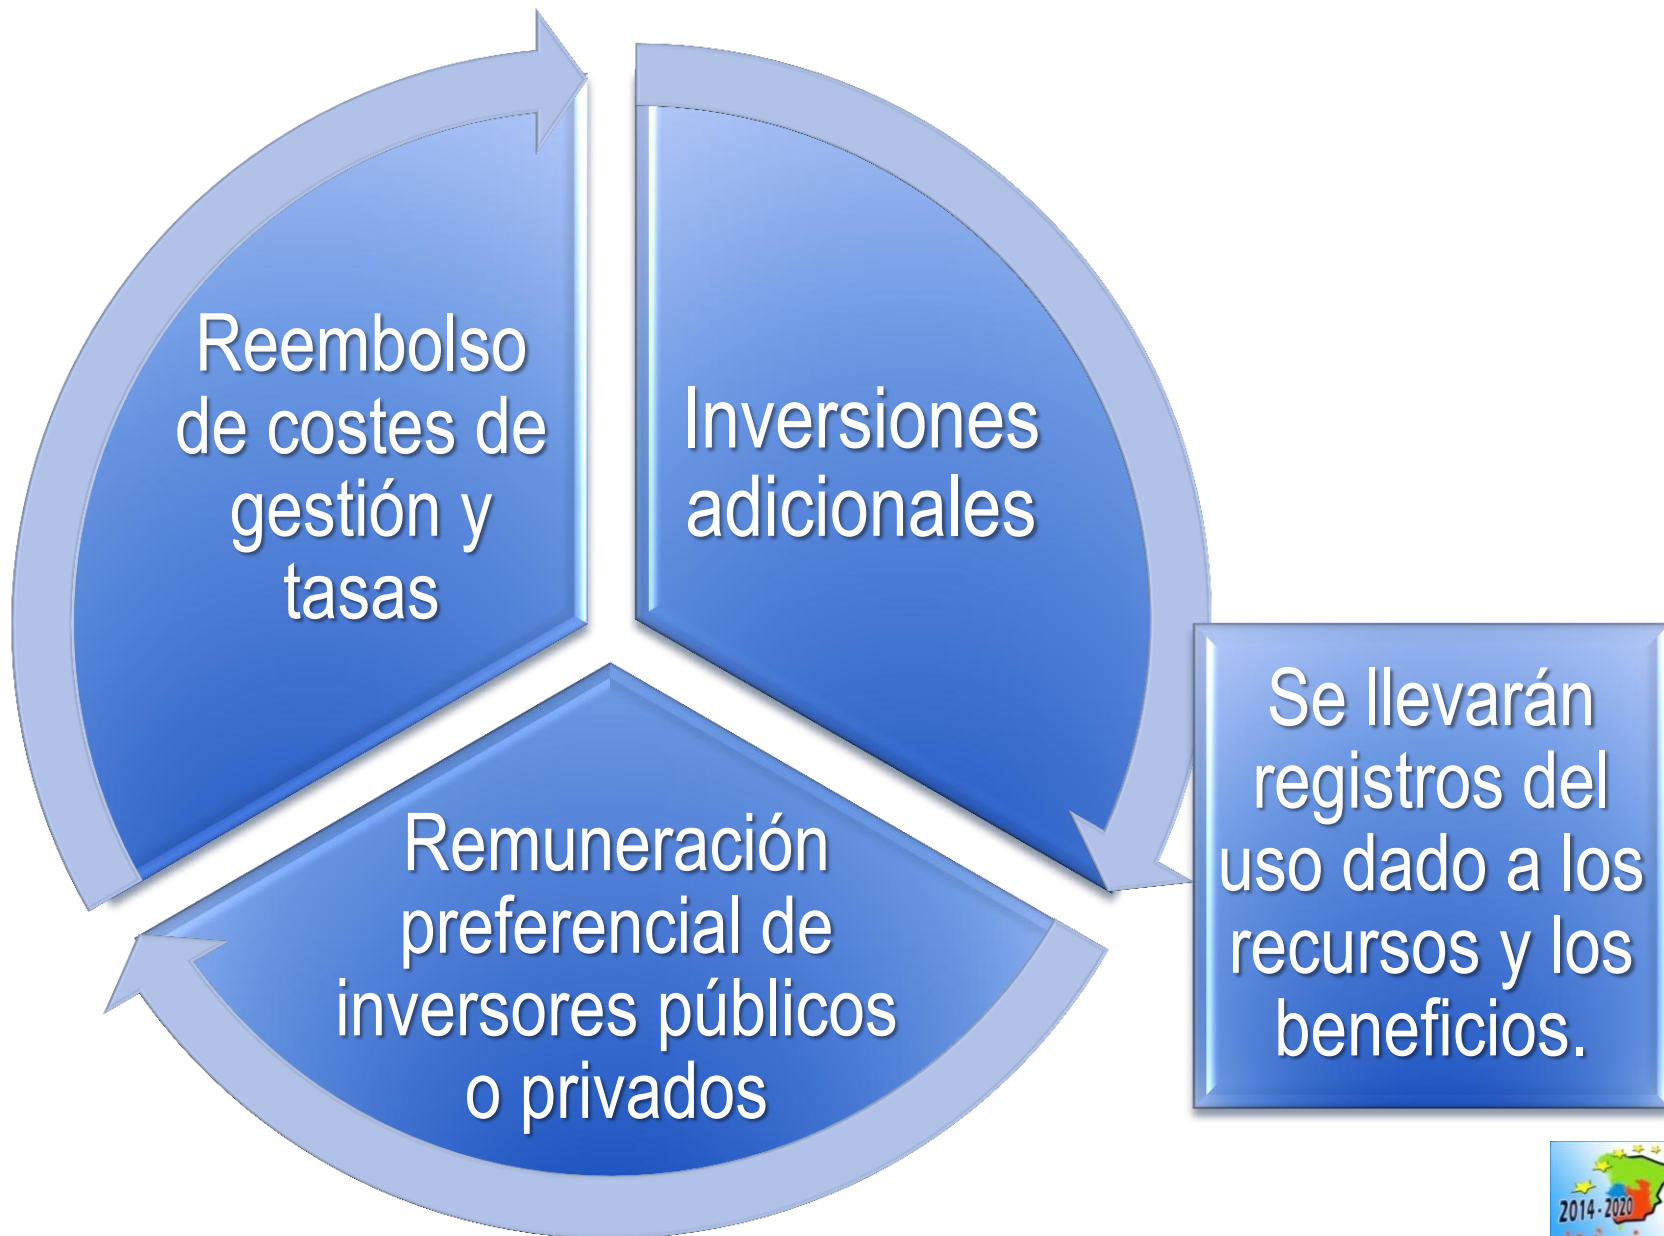 Reembolso
de costes de
gestión y
tasas
Inversiones
adicionales
Remuneración
preferencial de
inversores públicos
o privados
Se llevarán
registros del
uso dado a los
recursos y los
beneficios.
2014-2020